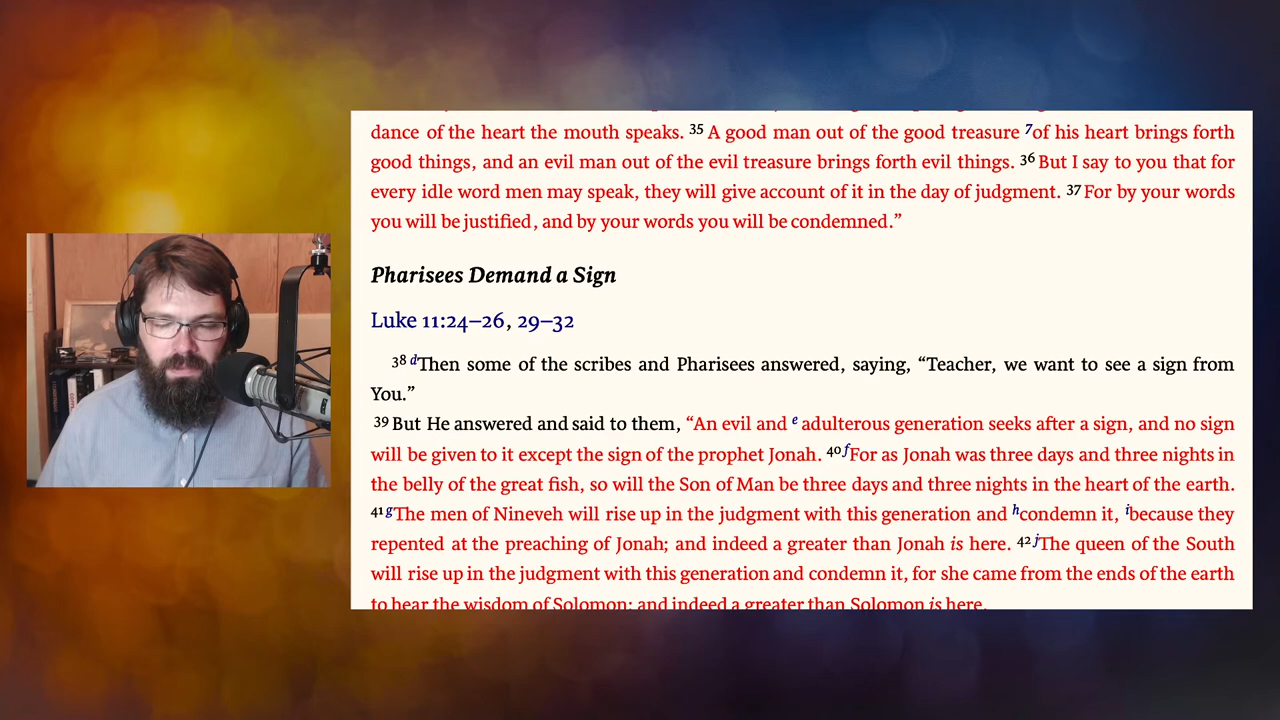 dance of the heart the mouth speaks. 35 A good man out of the good treasure 7of his heart brings forth
good things, and an evil man out of the evil treasure brings forth evil things. 36 But I say to you that for
every idle word men may speak, they will give account of it in the day of judgment. 37 For by your words
you will be justified, and by your words you will be condemned.”
Pharisees Demand a Sign
Luke 11:24–26, 29–32
38 dThen some of the scribes and Pharisees answered, saying, “Teacher, we want to see a sign from
You.”
39 But He answered and said to them, “An evil and e adulterous generation seeks after a sign, and no sign
will be given to it except the sign of the prophet Jonah. 40 fFor as Jonah was three days and three nights in
the belly of the great fish, so will the Son of Man be three days and three nights in the heart of the earth.
41 gThe men of Nineveh will rise up in the judgment with this generation and hcondemn it, ibecause they
repented at the preaching of Jonah; and indeed a greater than Jonah is here. 42 jThe queen of the South
will rise up in the judgment with this generation and condemn it, for she came from the ends of the earth
to hear the wisdom of Solomon; and indeed a greater than Solomon is here.